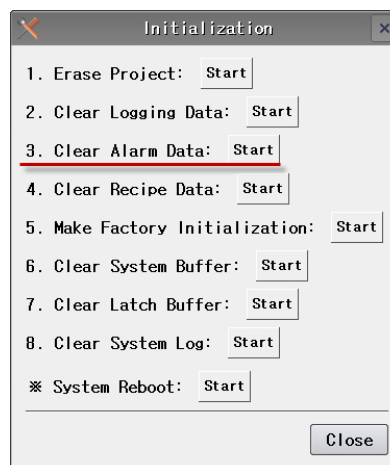 Initialization
1. Erase Project: Start
2. Clear Logging Data: Start
3. Clear Alarm Data: Start
4. Clear Recipe Data: Start
5. Make Factory Initialization: Start
6. Clear System Buffer: Start
7. Clear Latch Buffer: Start
8. Clear System Log: Start
※ System Reboot: Start
Close